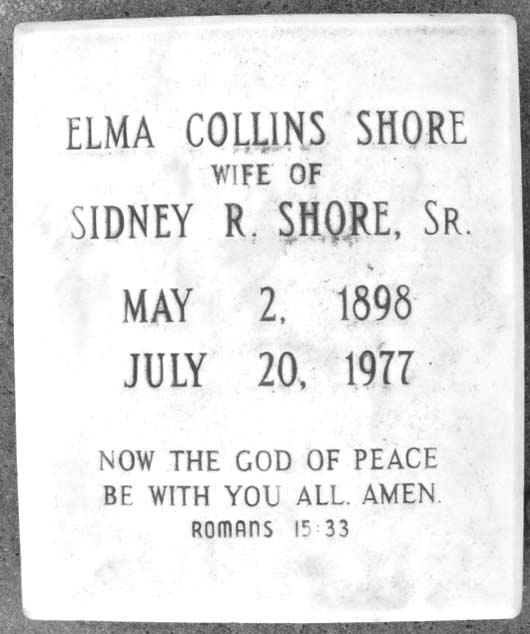 ELMA COLLINS SHORE
WIFE OF
SIDNEY R. SHORE, SR.
MAY 2, 1898
JULY 20, 1977
NOW THE GOD OF PEACE
BE WITH YOU ALL. AMEN.
ROMANS 15:33